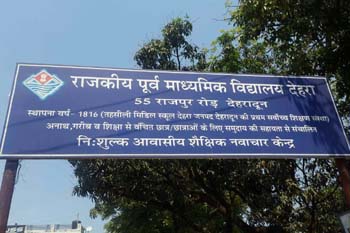 राजकीय पूर्व माध्यमिक विद्यालय देहरा
55 राजपुर रोड़ देहरादून
स्थापना वर्ष - 1816 (तहसीली मिडिल स्कूल देहरा जनपद देहरादून की प्रथम सर्वोच्च शिक्षण संस्था)
अनाथ,गरीब व शिक्षा से वंचित छात्र/छात्राओं के लिए समुदाय की सहायता से संचालित
नि:शुल्क आवासीय शैक्षिक नवाचार केन्द्र